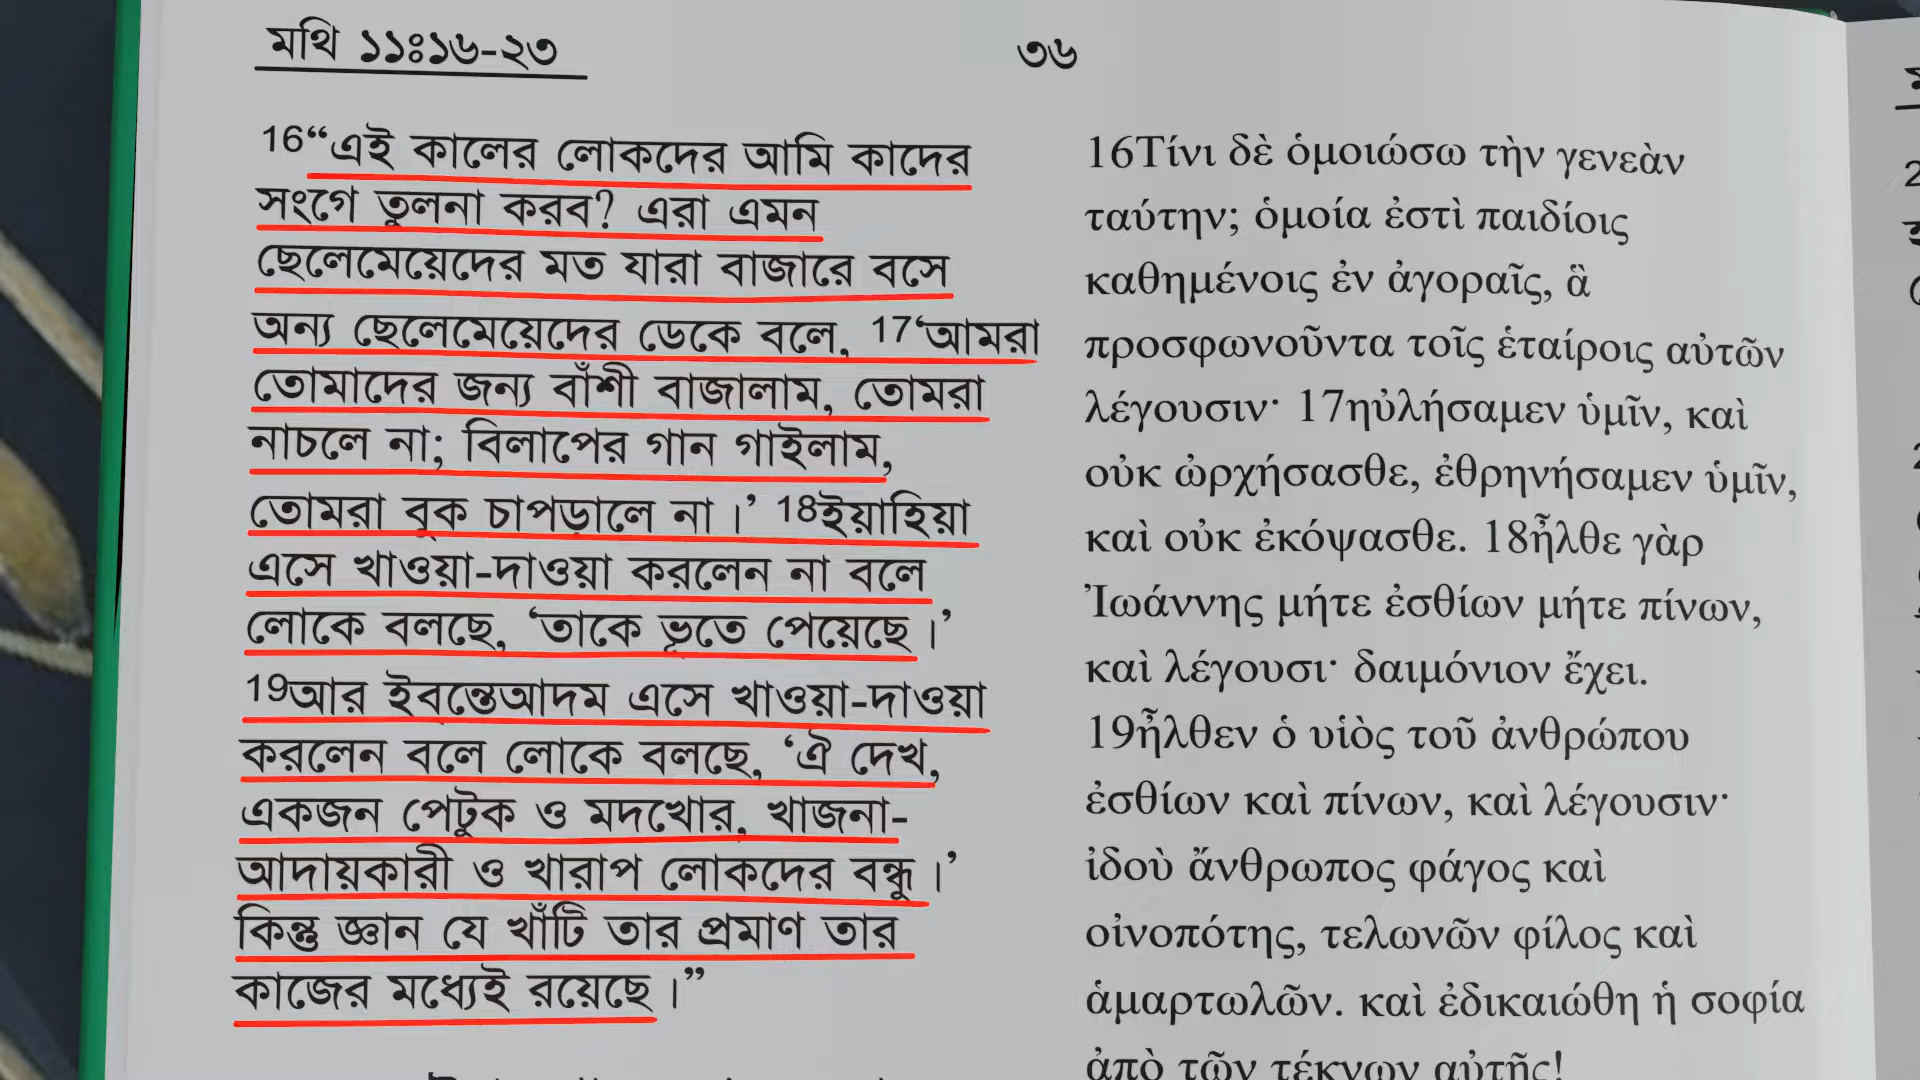 মথি ১১ঃ১৬-২৩
৩৬
16“এই কালের লোকদের আমি কাদের
সংগে তুলনা করব? এরা এমন
ছেলেমেয়েদের মত যারা বাজারে বসে
অন্য ছেলেমেয়েদের ডেকে বলে, 17‘আমরা
তোমাদের জন্য বাঁশী বাজালাম, তোমরা
নাচলে না; বিলাপের গান গাইলাম,
তোমরা বুক চাপড়ালে না।’ 18ইয়াহিয়া
এসে খাওয়া-দাওয়া করলেন না বলে
লোকে বলছে, ‘তাকে ভূতে পেয়েছে।’
19আর ইবন্তেআদম এসে খাওয়া-দাওয়া
করলেন বলে লোকে বলছে, ‘ঐ দেখ,
একজন পেটুক ও মদখোর, খাজনা-
আদায়কারী ও খারাপ লোকদের বন্ধু।’
কিন্তু জ্ঞান যে খাঁটি তার প্রমাণ তার
কাজের মধ্যেই রয়েছে।”
16Τίνι δὲ ὁμοιώσω τὴν γενεὰν
ταύτην; ὁμοία ἐστὶ παιδίοις
καθημένοις ἐν ἀγοραῖς, ἃ
προσφωνοῦντα τοῖς ἑταίροις αὐτῶν
λέγουσιν· 17ηὐλήσαμεν ὑμῖν, καὶ
οὐκ ὠρχήσασθε, ἐθρηνήσαμεν ὑμῖν,
καὶ οὐκ ἐκόψασθε. 18ἦλθε γὰρ
Ἰωάννης μήτε ἐσθίων μήτε πίνων,
καὶ λέγουσι· δαιμόνιον ἔχει.
19ἦλθεν ὁ υἱὸς τοῦ ἀνθρώπου
ἐσθίων καὶ πίνων, καὶ λέγουσιν·
ἰδοὺ ἄνθρωπος φάγος καὶ
οἰνοπότης, τελωνῶν φίλος καὶ
ἁμαρτωλῶν. καὶ ἐδικαιώθη ἡ σοφία
ἀπὸ τῶν τέκνων αὐτῆς!